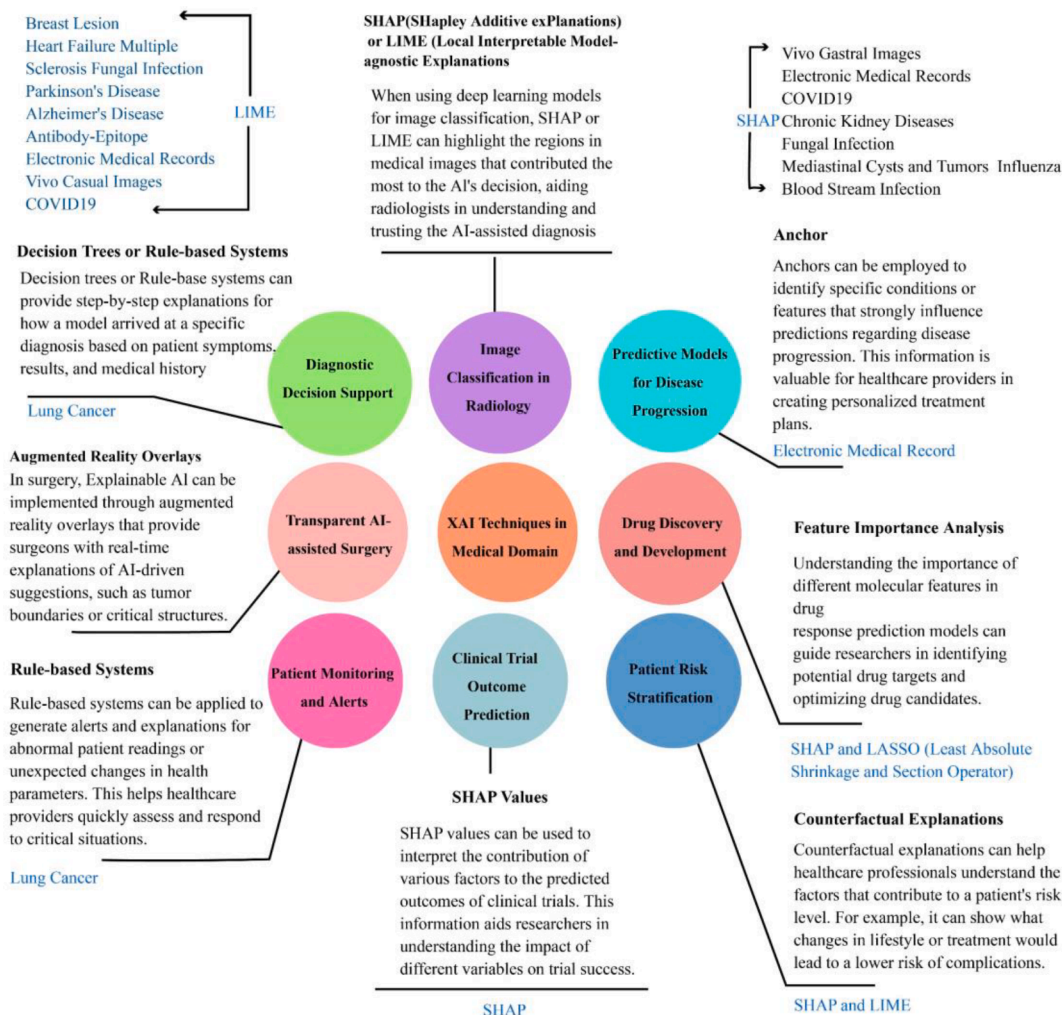 Breast Lesion
Heart Failure Multiple
Sclerosis Fungal Infection
Parkinson's Disease
Alzheimer's Disease
Antibody-Epitope
Electronic Medical Records
Vivo Casual Images
COVID19
LIME
SHAP(SHapley Additive exPlanations)
or LIME (Local Interpretable Model-
agnostic Explanations
When using deep learning models
for image classification, SHAP or
LIME can highlight the regions in
medical images that contributed the
most to the AI's decision, aiding
radiologists in understanding and
trusting the AI-assisted diagnosis
SHAP
Vivo Gastral Images
Electronic Medical Records
COVID19
Chronic Kidney Diseases
Fungal Infection
Mediastinal Cysts and Tumors Influenza
Blood Stream Infection
Decision Trees or Rule-based Systems
Decision trees or Rule-base systems can
provide step-by-step explanations for
how a model arrived at a specific
diagnosis based on patient symptoms,
results, and medical history
Lung Cancer
Anchor
Anchors can be employed to
identify specific conditions or
features that strongly influence
predictions regarding disease
progression. This information is
valuable for healthcare providers in
creating personalized treatment
plans.
Electronic Medical Record
Diagnostic
Decision Support
Image
Classification in
Radiology
Predictive Models
for Disease
Progression
Augmented Reality Overlays
In surgery, Explainable AI can be
implemented through augmented
reality overlays that provide
surgeons with real-time
explanations of AI-driven
suggestions, such as tumor
boundaries or critical structures.
Transparent AI-
assisted Surgery
XAI Techniques in
Medical Domain
Drug Discovery
and Development
Feature Importance Analysis
Understanding the importance of
different molecular features in
drug
response prediction models can
guide researchers in identifying
potential drug targets and
optimizing drug candidates.
SHAP and LASSO (Least Absolute
Shrinkage and Section Operator)
Rule-based Systems
Rule-based systems can be applied to
generate alerts and explanations for
abnormal patient readings or
unexpected changes in health
parameters. This helps healthcare
providers quickly assess and respond
to critical situations.
Lung Cancer
Patient Monitoring
and Alerts
Clinical Trial
Outcome
Prediction
Patient Risk
Stratification
SHAP Values
SHAP values can be used to
interpret the contribution of
various factors to the predicted
outcomes of clinical trials. This
information aids researchers in
understanding the impact of
different variables on trial success.
SHAP
Counterfactual Explanations
Counterfactual explanations can help
healthcare professionals understand the
factors that contribute to a patient's risk
level. For example, it can show what
changes in lifestyle or treatment would
lead to a lower risk of complications.
SHAP and LIME